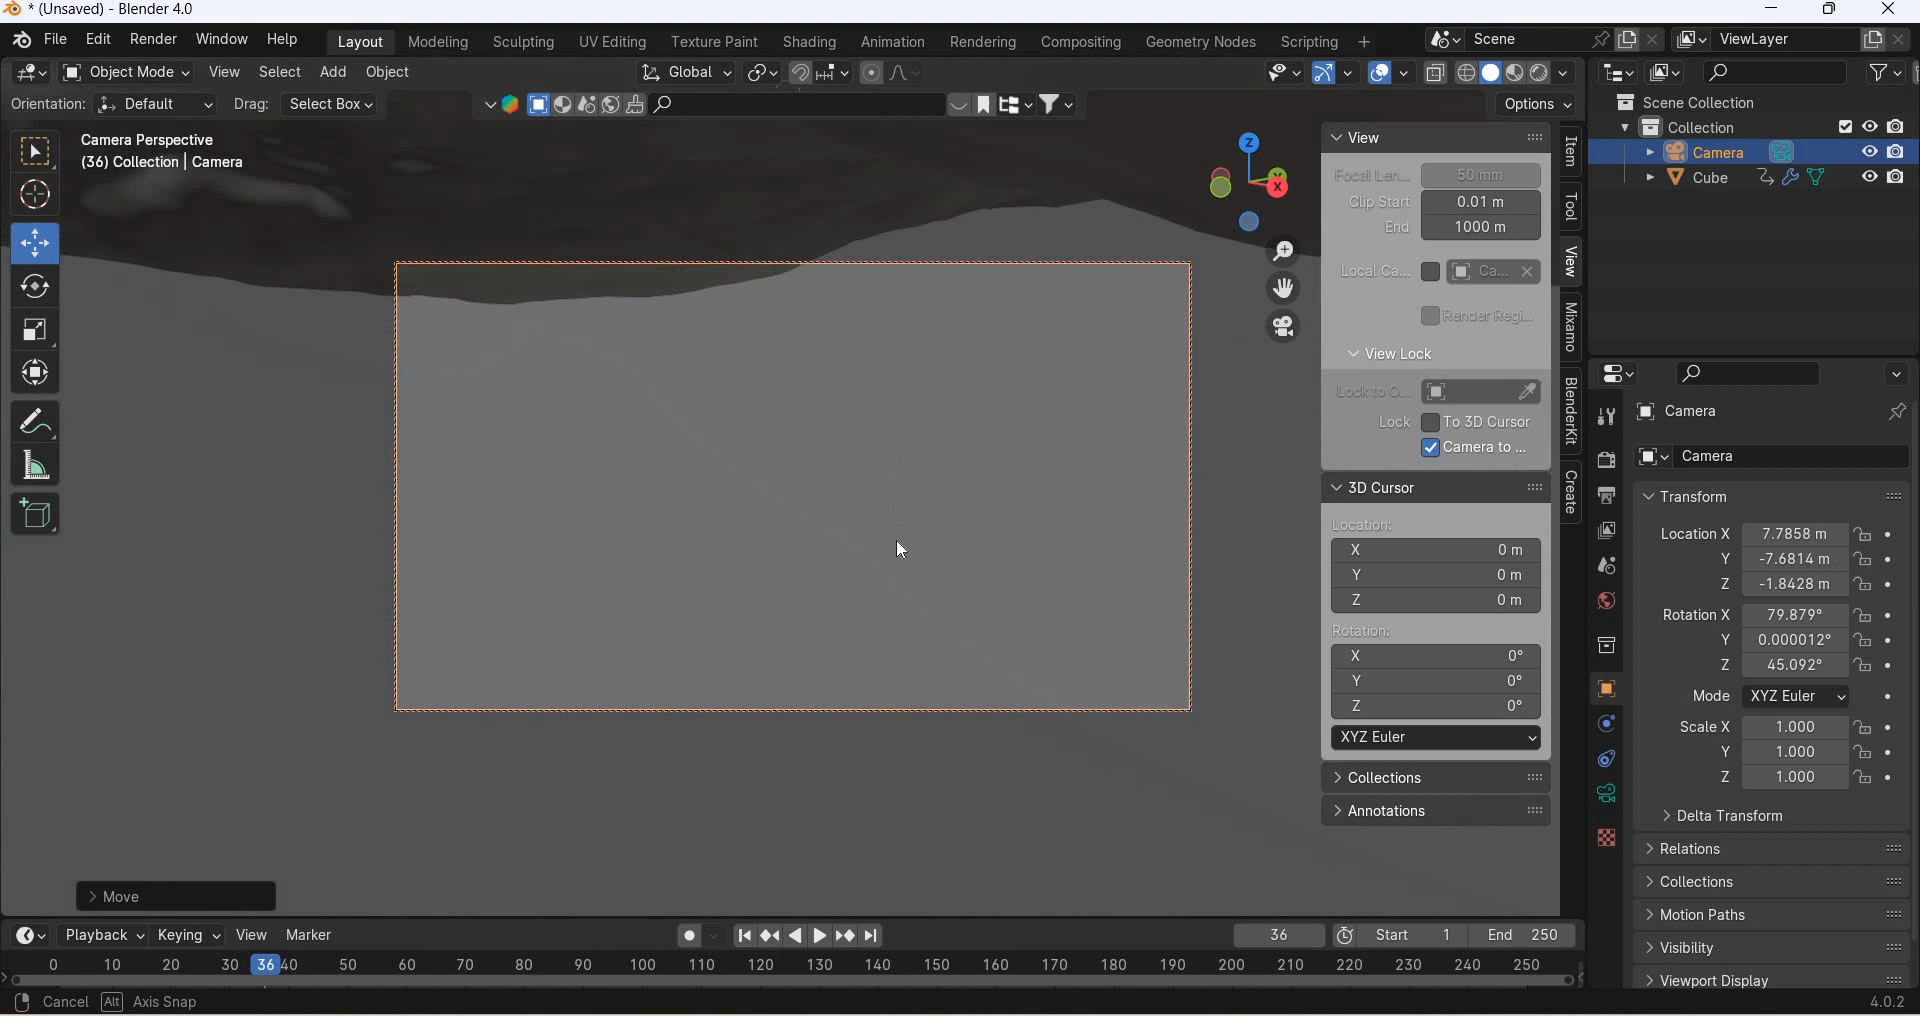 * (Unsaved) - Blender 4.0
File Edit Render Window Help Layout Modeling Sculpting UV Editing Texture Paint Shading Animation Rendering Compositing Geometry Nodes Scripting + Scene ViewLayer
Object Mode View Select Add Object Global
Orientation: Default Drag: Select Box Options
Camera Perspective
(36) Collection | Camera
Z
X
View
Focal Len... 50 mm
Clip Start 0.01 m
End 1000 m
Local Ca... Ca...
Render Regi...
View Lock
Lock to O...
Lock To 3D Cursor
Camera to ...
3D Cursor
Location:
X 0 m
Y 0 m
Z 0 m
Rotation:
X 0°
Y 0°
Z 0°
XYZ Euler
Collections
Annotations
Item
Tool
View
Mixamo
BlenderKit
Create
Scene Collection
Collection
Camera
Cube
Camera
Camera
Transform
Location X 7.7858 m
Y -7.6814 m
Z -1.8428 m
Rotation X 79.879°
Y 0.000012°
Z 45.092°
Mode XYZ Euler
Scale X 1.000
Y 1.000
Z 1.000
Delta Transform
Relations
Collections
Motion Paths
Visibility
Viewport Display
Move
Playback Keying View Marker 36 Start 1 End 250
0 10 20 30 36 40 50 60 70 80 90 100 110 120 130 140 150 160 170 180 190 200 210 220 230 240 250
Cancel Alt Axis Snap 4.0.2